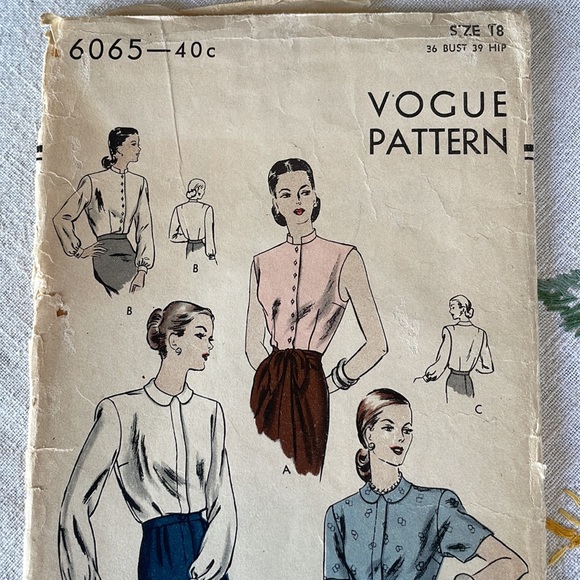 6065—40c
SIZE 18
36 BUST 39 HIP
VOGUE
PATTERN
B
B
A
C